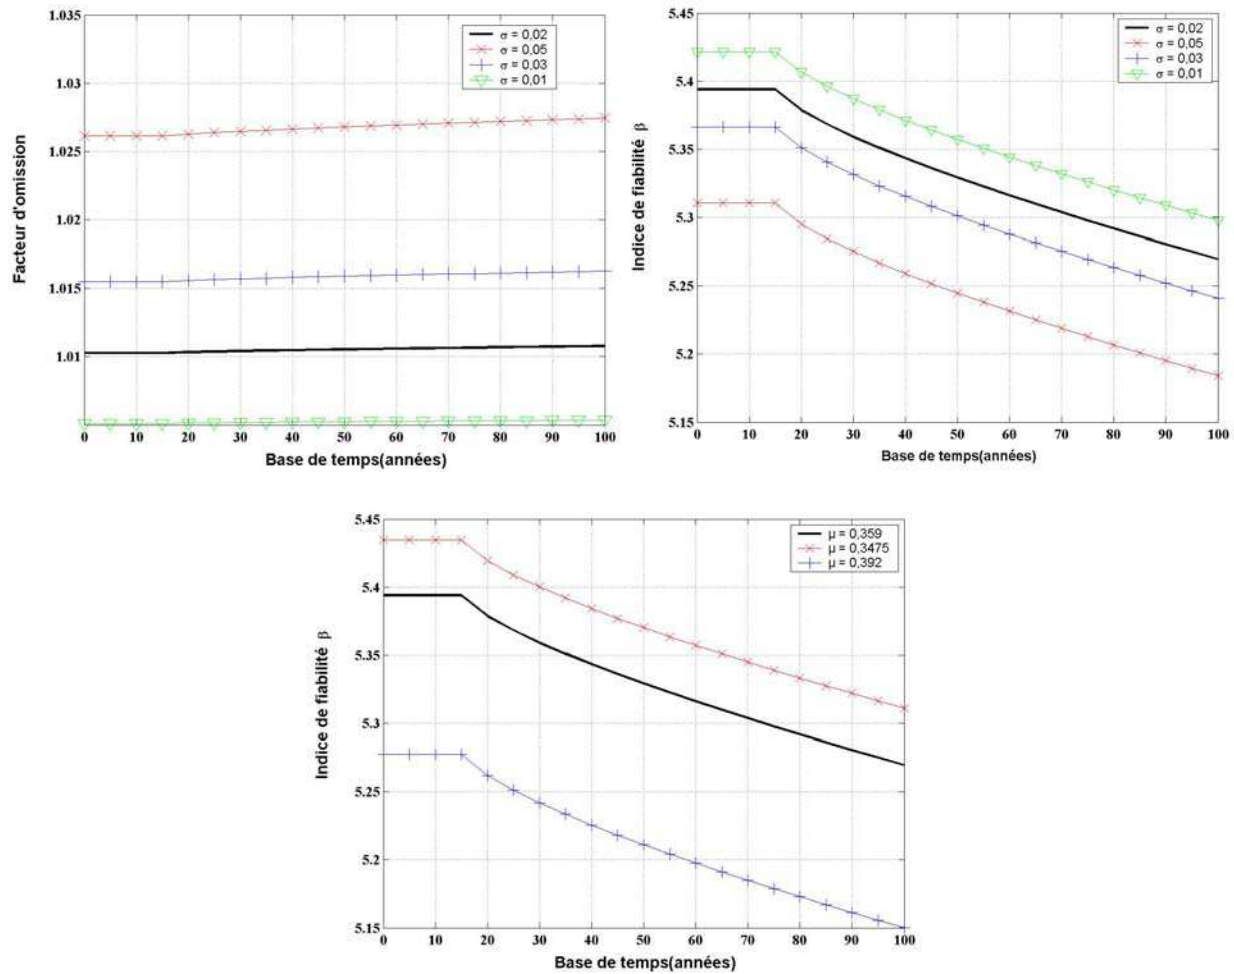 1.035
1.03
1.025
1.02
1.015
1.01
Facteur d'omission
σ = 0,02
σ = 0,05
σ = 0,03
σ = 0,01
0 10 20 30 40 50 60 70 80 90 100
Base de temps(années)
5.45
5.4
5.35
5.3
5.25
5.2
5.15
Indice de fiabilité β
σ = 0,02
σ = 0,05
σ = 0,03
σ = 0,01
0 10 20 30 40 50 60 70 80 90 100
Base de temps(années)
5.45
5.4
5.35
5.3
5.25
5.2
5.15
Indice de fiabilité β
μ = 0,359
μ = 0,3475
μ = 0,392
0 10 20 30 40 50 60 70 80 90 100
Base de temps(années)